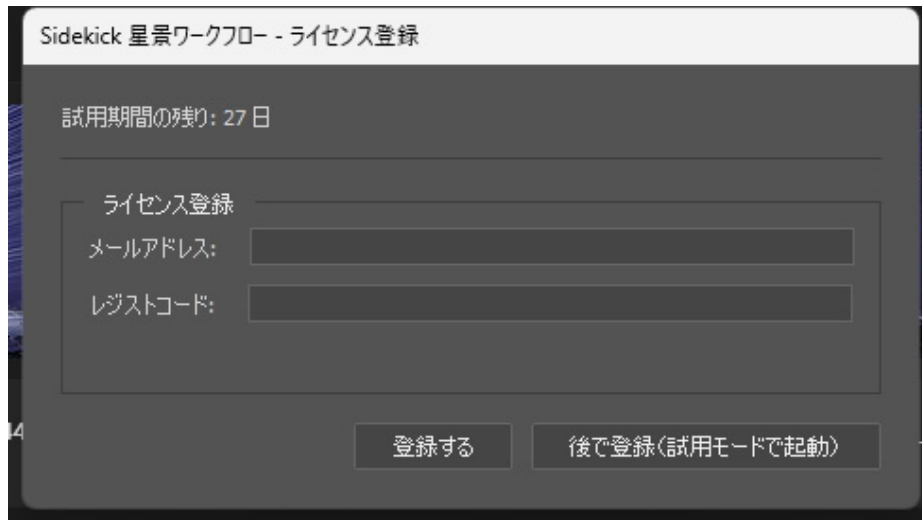 Sidekick 星景ワークフロー - ライセンス登録
試用期間の残り: 27 日
ライセンス登録
メールアドレス:
レジストコード:
44
登録する
後で登録(試用モードで起動)